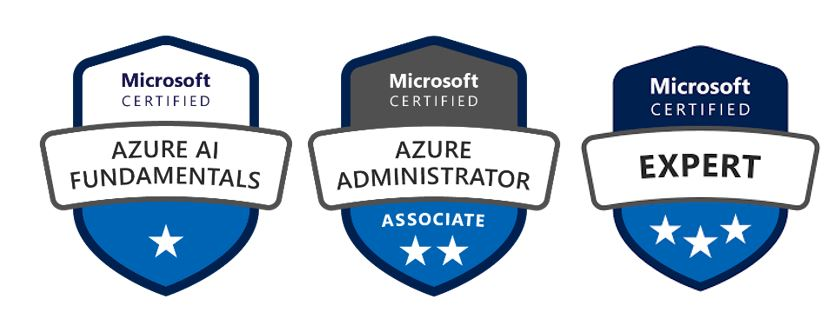 Microsoft
CERTIFIED
AZURE AI
FUNDAMENTALS
Microsoft
CERTIFIED
AZURE
ADMINISTRATOR
ASSOCIATE
Microsoft
CERTIFIED
EXPERT